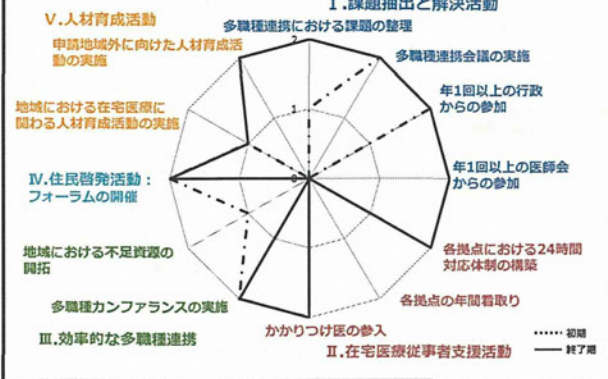 Ⅰ.課題抽出と解決活動
Ⅴ.人材育成活動
多職種連携における課題の整理
申請地域外に向けた人材育成活
動の実施
多職種連携会議の実施
年1回以上の行政
からの参加
地域における在宅医療に
関わる人材育成活動の実施
年1回以上の医師会
からの参加
Ⅳ.住民啓発活動:
フォーラムの開催
地域における不足資源の
開拓
各拠点における24時間
対応体制の構築
各拠点の年間看取り
多職種カンファランスの実施
かかりつけ医の参入
Ⅲ.効率的な多職種連携
Ⅱ.在宅医療従事者支援活動
2
1
0
初期
終了期